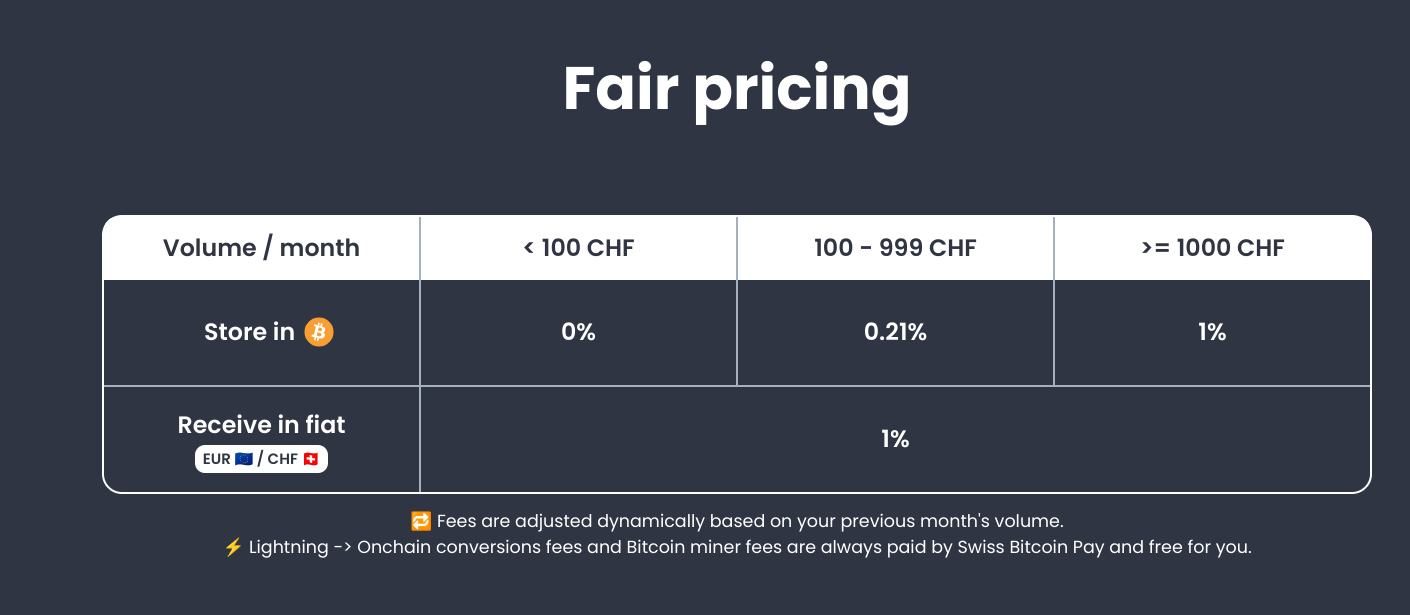 Fair pricing
Volume / month
< 100 CHF
100 - 999 CHF
>= 1000 CHF
Store in
0%
0.21%
1%
Receive in fiat
EUR 🇪🇺 / CHF 🇨🇭
1%
🔁 Fees are adjusted dynamically based on your previous month's volume.
⚡ Lightning -> Onchain conversions fees and Bitcoin miner fees are always paid by Swiss Bitcoin Pay and free for you.